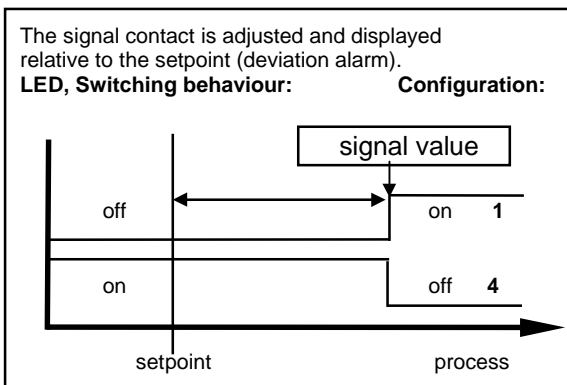 The signal contact is adjusted and displayed
relative to the setpoint (deviation alarm).
LED, Switching behaviour: Configuration:
signal value
off on 1
on off 4
setpoint process